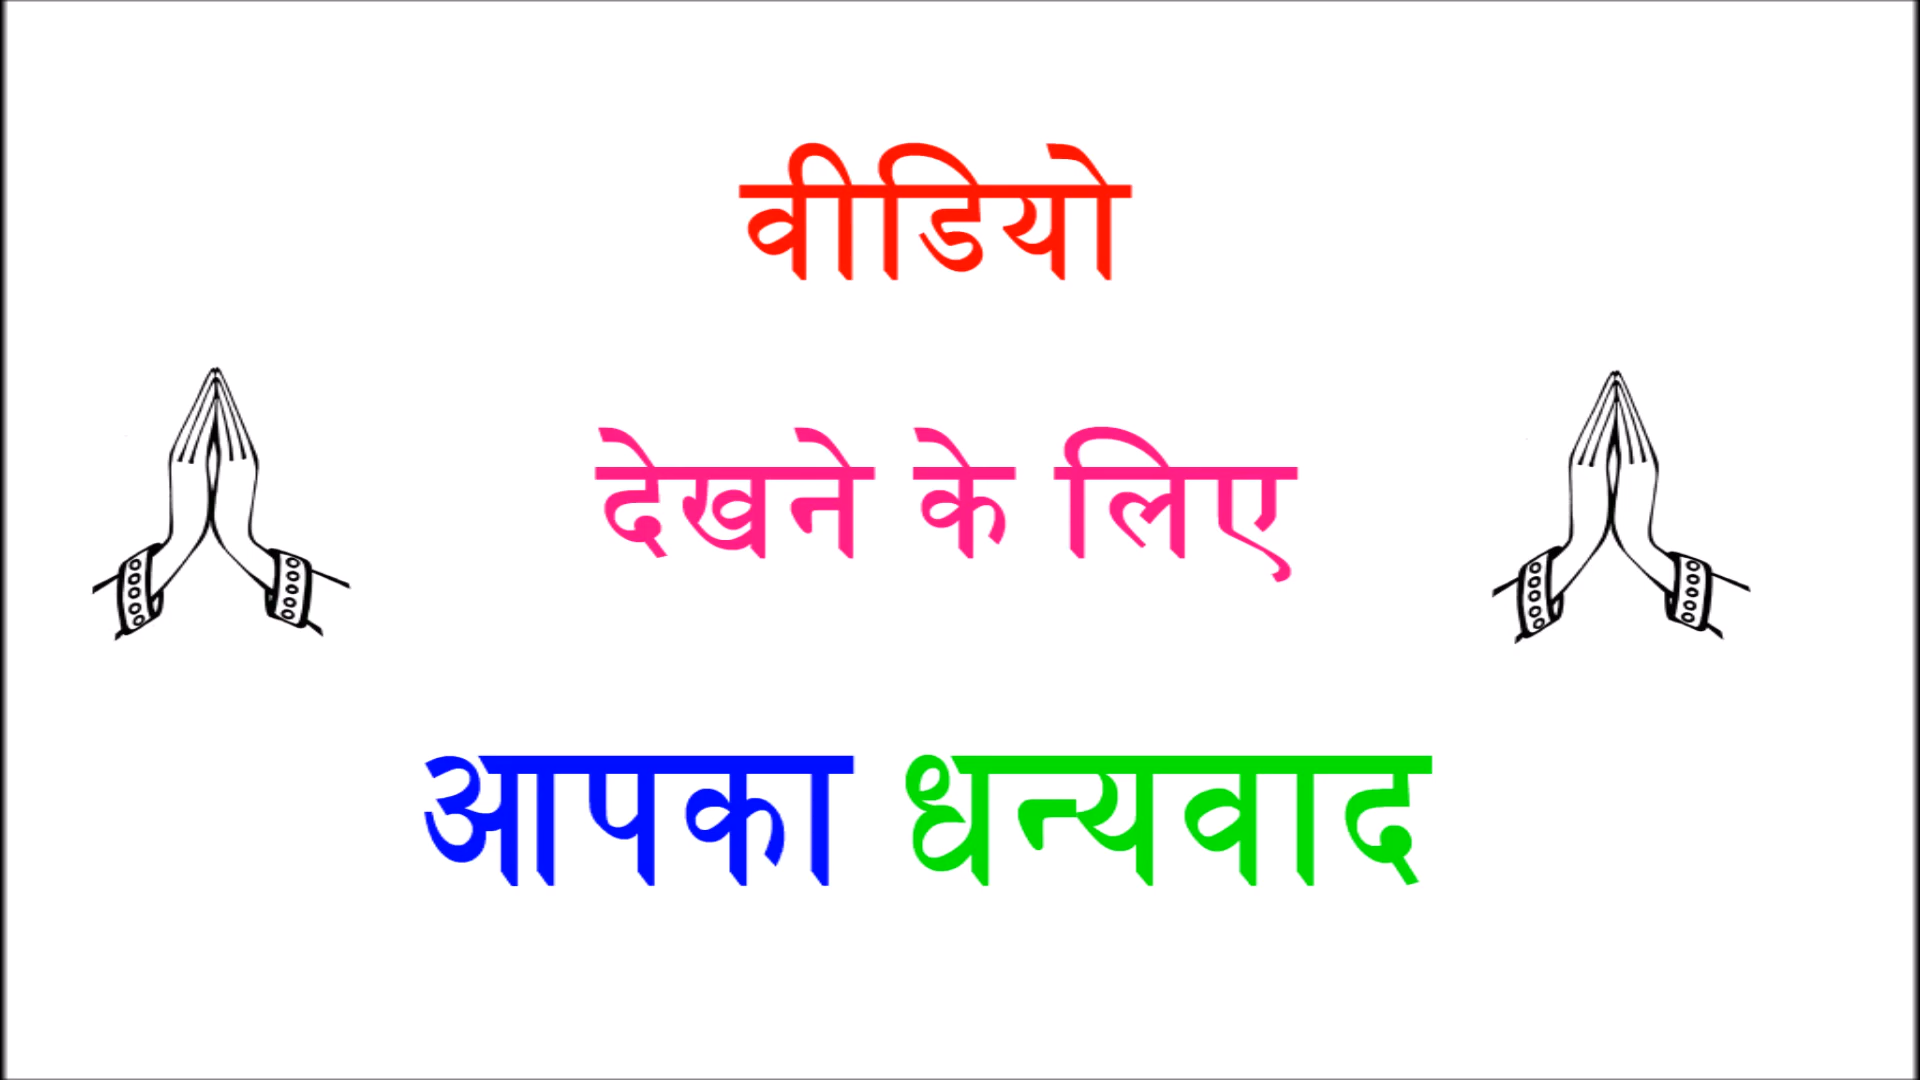 वीडियो
देखने के लिए
आपका धन्यवाद